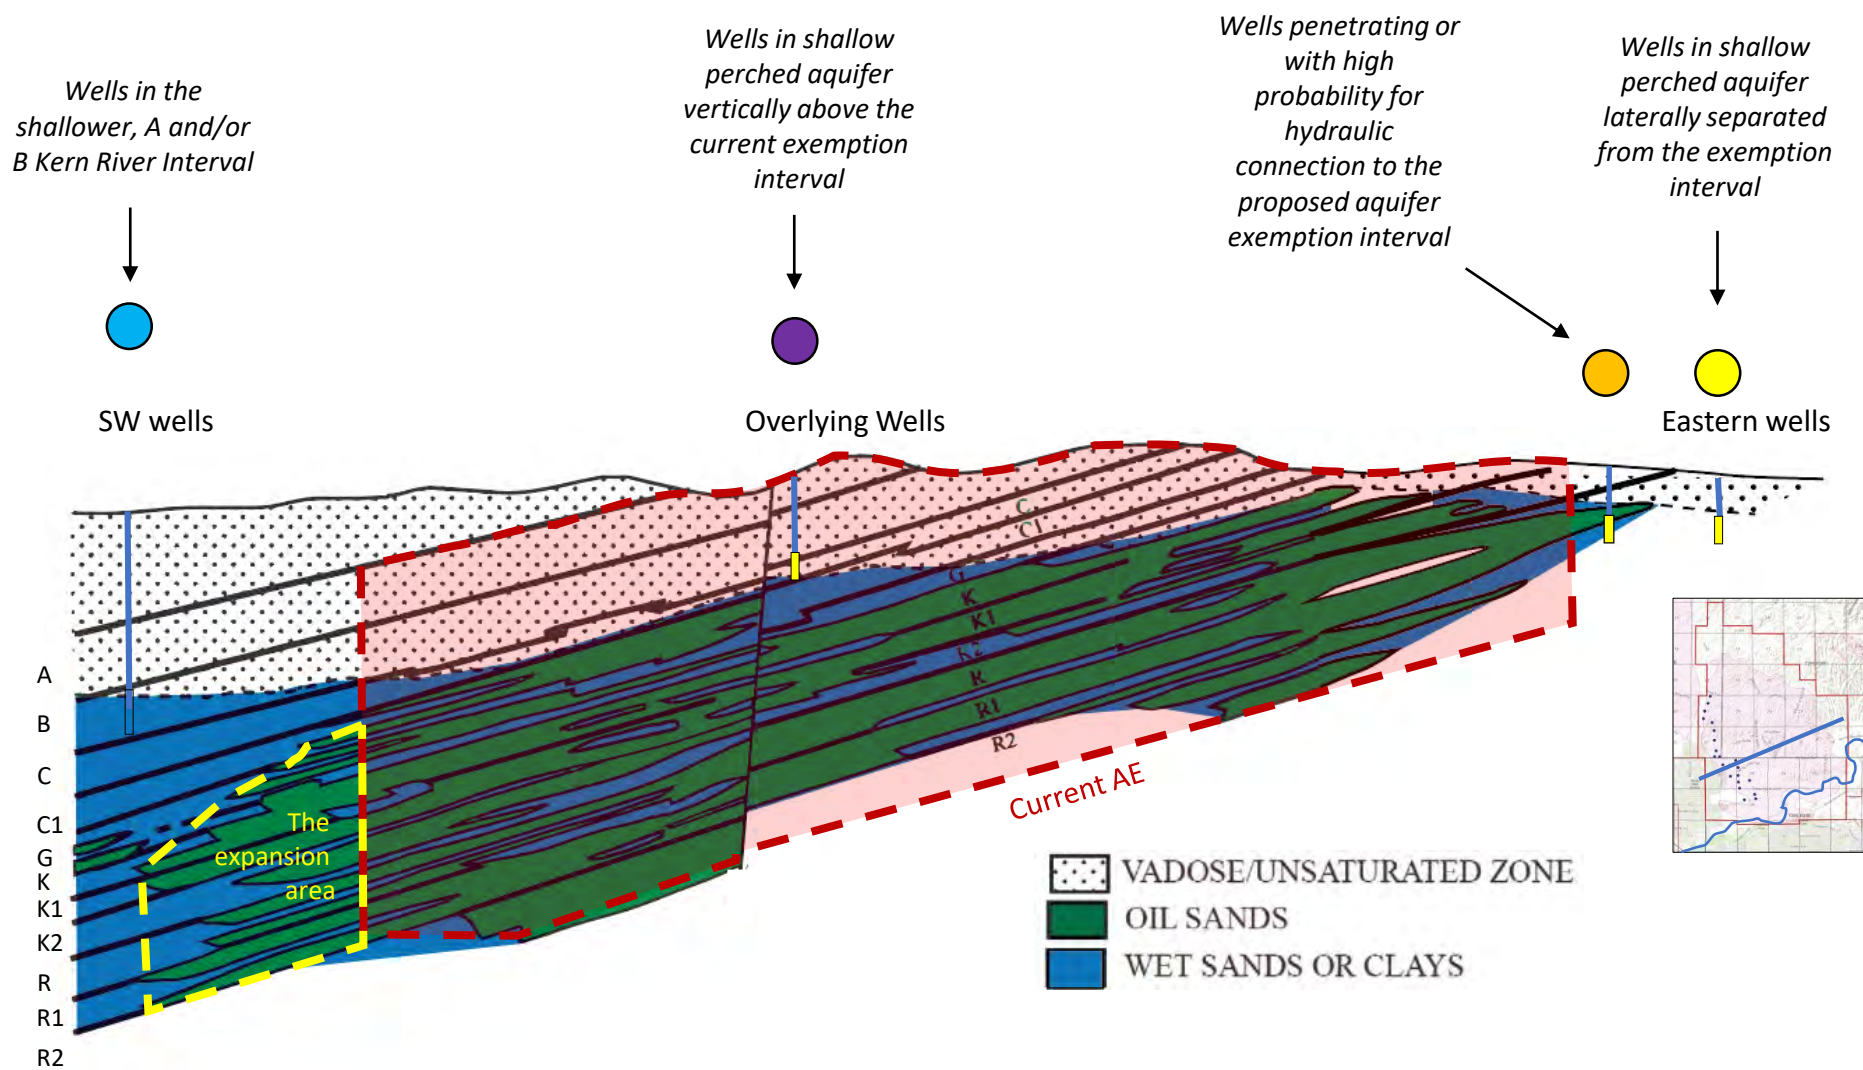 Wells in the
shallower, A and/or
B Kern River Interval
Wells in shallow
perched aquifer
vertically above the
current exemption
interval
Wells penetrating or
with high
probability for
hydraulic
connection to the
proposed aquifer
exemption interval
Wells in shallow
perched aquifer
laterally separated
from the exemption
interval
SW wells
Overlying Wells
Eastern wells
C
C1
G
K
K1
K2
R
R1
R2
A
B
C
C1
G
K
K1
K2
R
R1
R2
The
expansion
area
Current AE
VADOSE/UNSATURATED ZONE
OIL SANDS
WET SANDS OR CLAYS